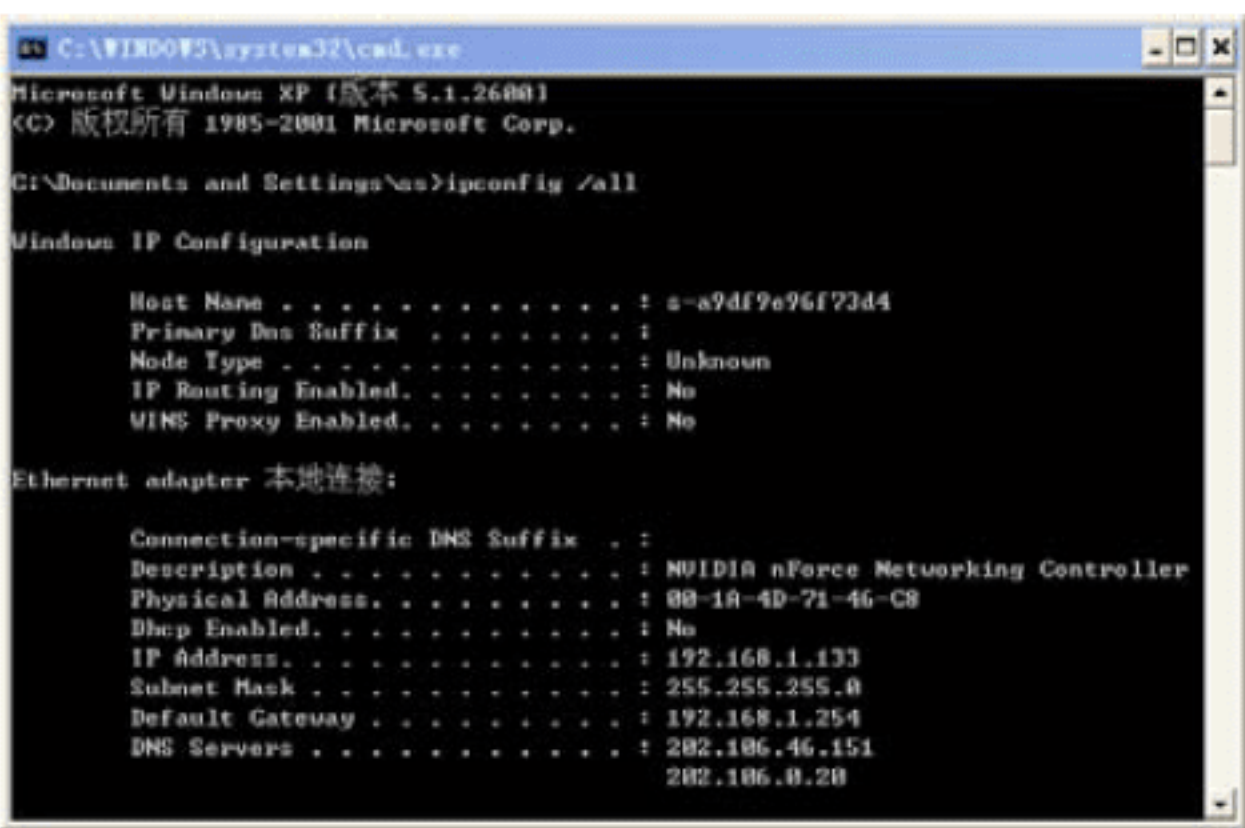 C:\WINDOWS\system32\cmd.exe
Microsoft Windows XP [版本 5.1.2600]
(C) 版权所有 1985-2001 Microsoft Corp.
C:\Documents and Settings\ss>ipconfig /all
Windows IP Configuration
Host Name . . . . . . . . . . . . : s-a9df9e96f73d4
Primary Dns Suffix . . . . . . . :
Node Type . . . . . . . . . . . . : Unknown
IP Routing Enabled. . . . . . . . : No
WINS Proxy Enabled. . . . . . . . : No
Ethernet adapter 本地连接:
Connection-specific DNS Suffix . :
Description . . . . . . . . . . . : NVIDIA nForce Networking Controller
Physical Address. . . . . . . . . : 00-1A-4D-71-46-C8
Dhcp Enabled. . . . . . . . . . . : No
IP Address. . . . . . . . . . . . : 192.168.1.133
Subnet Mask . . . . . . . . . . . : 255.255.255.0
Default Gateway . . . . . . . . . : 192.168.1.254
DNS Servers . . . . . . . . . . . : 202.106.46.151
202.106.0.20